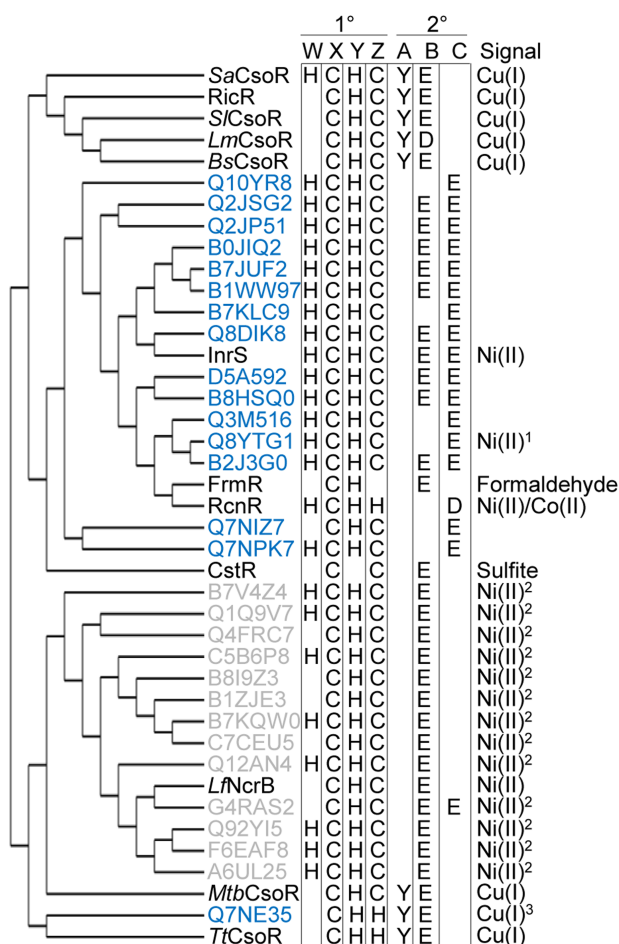 1° 2°
W X Y Z A B C Signal
SaCsoR H C H C Y E Cu(I)
RicR C H C Y E Cu(I)
SlCsoR C H C Y E Cu(I)
LmCsoR C H C Y D Cu(I)
BsCsoR C H C Y E Cu(I)
Q10YR8 H C H C E
Q2JSG2 H C H C E E
Q2JP51 H C H C E E
B0JIQ2 H C H C E E
B7JUF2 H C H C E E
B1WW97 H C H C E E
B7KLC9 H C H C E
Q8DIK8 H C H C E E
InrS H C H C E E Ni(II)
D5A592 H C H C E E
B8HSQ0 H C H C E E
Q3M516 H C H C E
Q8YTG1 H C H C E Ni(II)1
B2J3G0 H C H C E E
FrmR C H E Formaldehyde
RcnR H C H H D Ni(II)/Co(II)
Q7NIZ7 C H C E
Q7NPK7 H C H C E
CstR C C E Sulfite
B7V4Z4 H C H C E Ni(II)2
Q1Q9V7 H C H C E Ni(II)2
Q4FRC7 C H C E Ni(II)2
C5B6P8 H C H C E Ni(II)2
B8I9Z3 C H C E Ni(II)2
B1ZJE3 C H C E Ni(II)2
B7KQW0 H C H C E Ni(II)2
C7CEU5 C H C E Ni(II)2
Q12AN4 H C H C E Ni(II)2
LfNcrB C H C E Ni(II)
G4RAS2 C H C E E Ni(II)2
Q92YI5 H C H C E Ni(II)2
F6EAF8 H C H C E Ni(II)2
A6UL25 H C H C E Ni(II)2
MtbCsoR C H C Y E Cu(I)
Q7NE35 C H H Y E Cu(I)3
TtCsoR C H H Y E Cu(I)